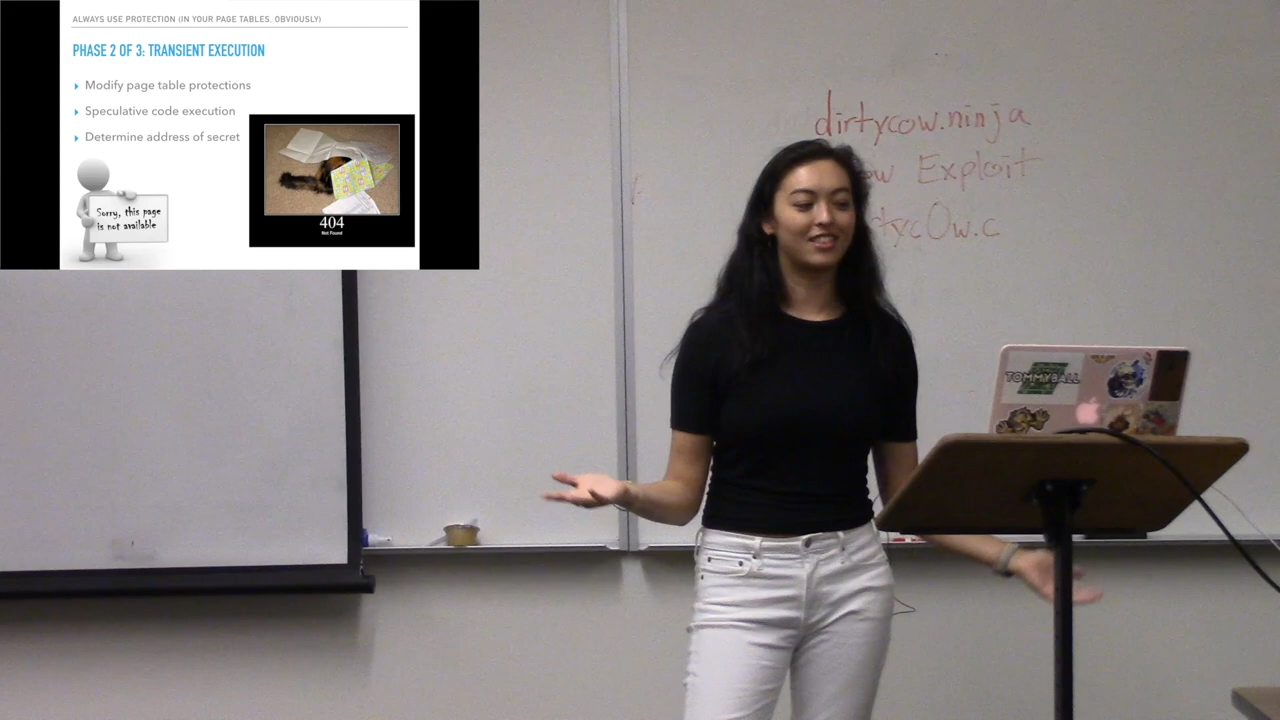 ALWAYS USE PROTECTION (IN YOUR PAGE TABLES, OBVIOUSLY)
PHASE 2 OF 3: TRANSIENT EXECUTION
Modify page table protections
Speculative code execution
Determine address of secret
Sorry, this page
is not available
404
Not Found
dirtycow.ninja
ow Exploit
tyc0w.c
TOMMYBALL